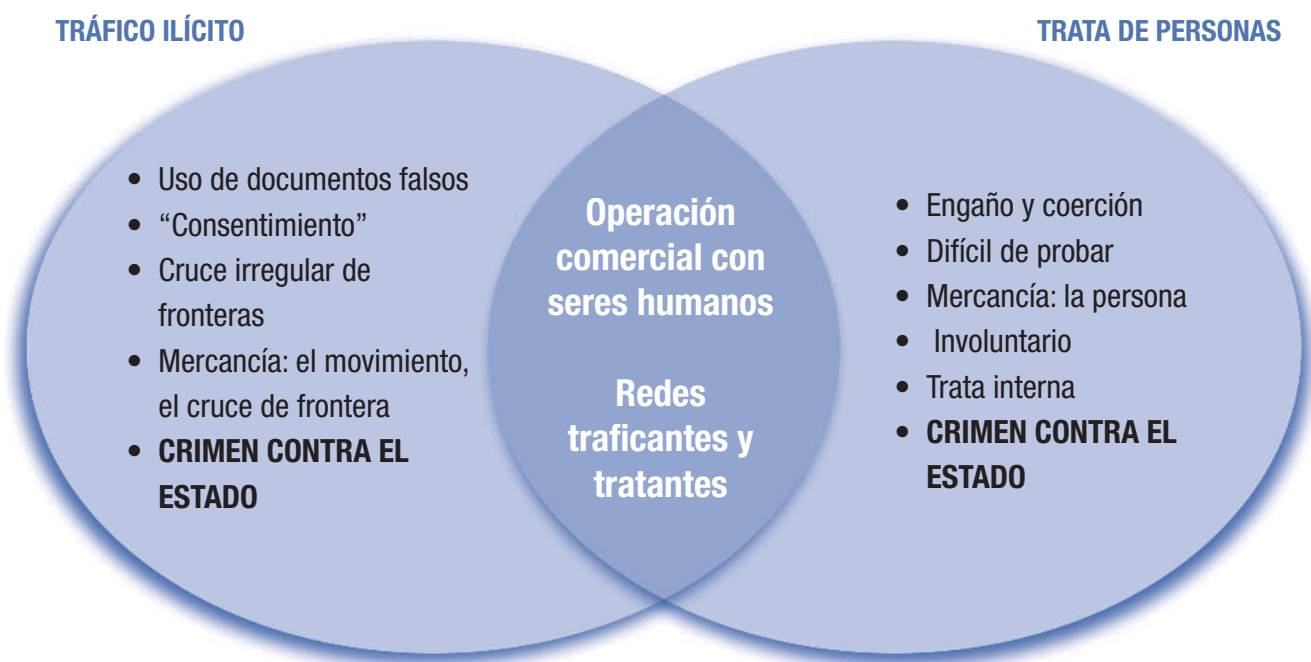 TRÁFICO ILÍCITO
TRATA DE PERSONAS
• Uso de documentos falsos
• “Consentimiento”
• Cruce irregular de
fronteras
• Mercancía: el movimiento,
el cruce de frontera
• CRIMEN CONTRA EL
ESTADO
Operación
comercial con
seres humanos
Redes
traficantes y
tratantes
• Engaño y coerción
• Difícil de probar
• Mercancía: la persona
• Involuntario
• Trata interna
• CRIMEN CONTRA EL
ESTADO